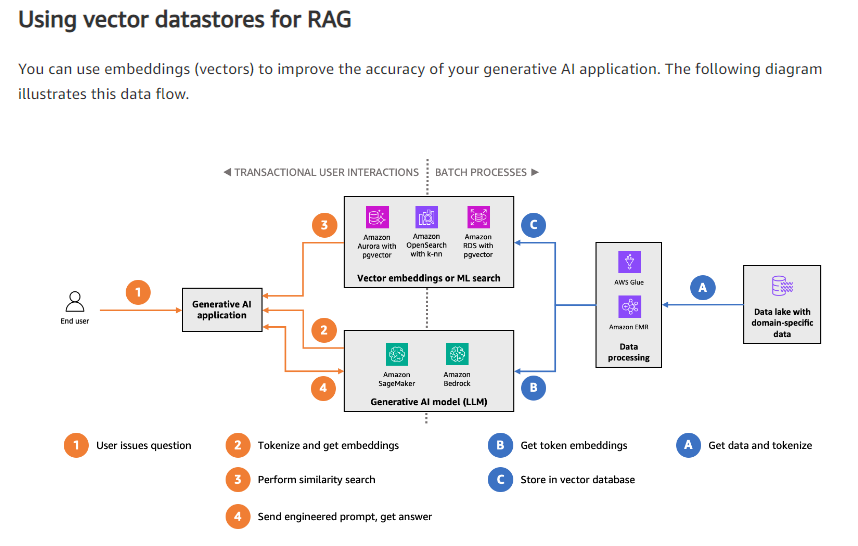 Using vector datastores for RAG
You can use embeddings (vectors) to improve the accuracy of your generative AI application. The following diagram
illustrates this data flow.
◀ TRANSACTIONAL USER INTERACTIONS
BATCH PROCESSES ▶
3
Amazon
Aurora with
pgvector
Amazon
OpenSearch
with k-nn
Amazon
RDS with
pgvector
Vector embeddings or ML search
C
AWS Glue
Amazon EMR
Data
processing
A
Data lake with
domain-specific
data
End user
1
Generative AI
application
2
4
Amazon
SageMaker
Amazon
Bedrock
Generative AI model (LLM)
B
1 User issues question
2 Tokenize and get embeddings
B Get token embeddings
A Get data and tokenize
3 Perform similarity search
C Store in vector database
4 Send engineered prompt, get answer